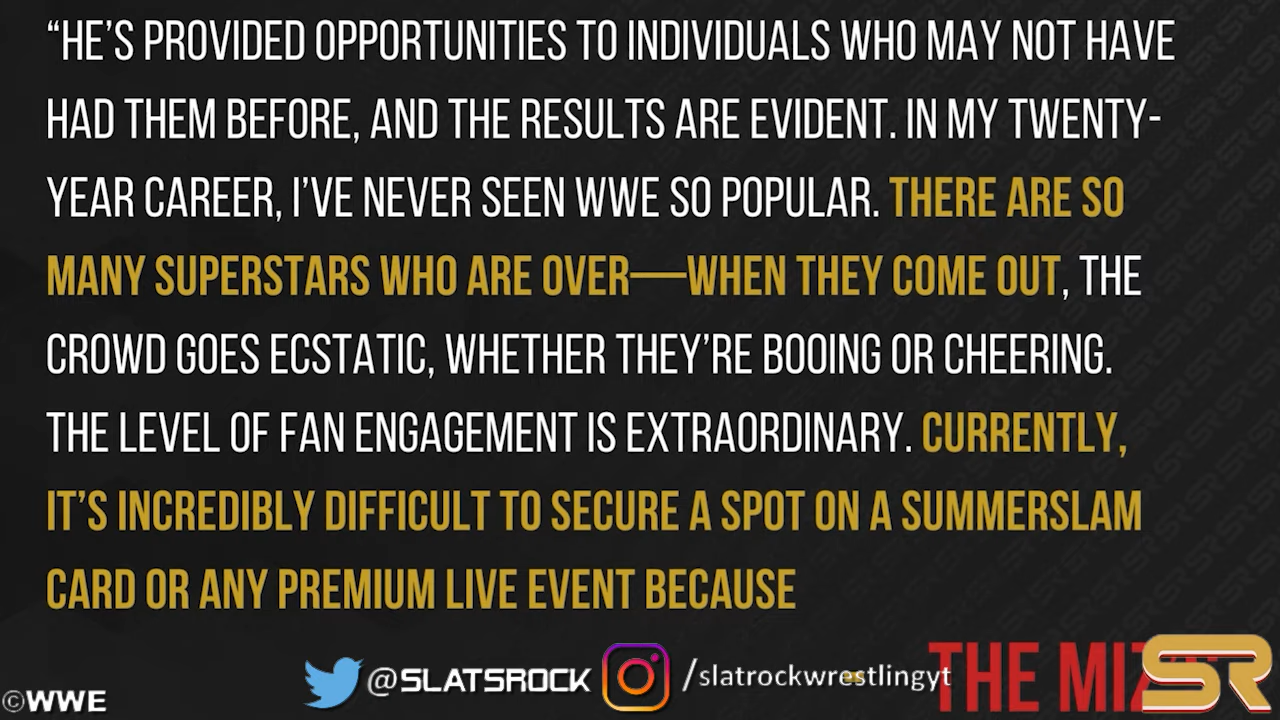 “HE’S PROVIDED OPPORTUNITIES TO INDIVIDUALS WHO MAY NOT HAVE
HAD THEM BEFORE, AND THE RESULTS ARE EVIDENT. IN MY TWENTY-
YEAR CAREER, I’VE NEVER SEEN WWE SO POPULAR. THERE ARE SO
MANY SUPERSTARS WHO ARE OVER—WHEN THEY COME OUT, THE
CROWD GOES ECSTATIC, WHETHER THEY’RE BOOING OR CHEERING.
THE LEVEL OF FAN ENGAGEMENT IS EXTRAORDINARY. CURRENTLY,
IT’S INCREDIBLY DIFFICULT TO SECURE A SPOT ON A SUMMERSLAM
CARD OR ANY PREMIUM LIVE EVENT BECAUSE
THE MIZ
SR
@SLATSROCK /slatrockwrestlingyt
©WWE